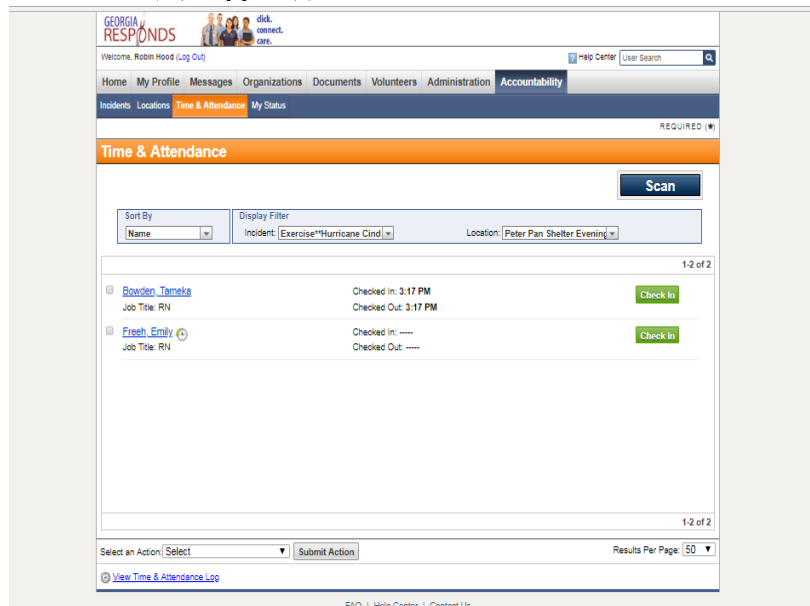 GEORGIA
RESPONDS
click.
connect.
care.
Welcome, Robin Hood (Log Out)
? Help Center User Search
Home My Profile Messages Organizations Documents Volunteers Administration Accountability
Incidents Locations Time & Attendance My Status
REQUIRED (★)
Time & Attendance
Scan
Sort By Display Filter
Name Incident: Exercise**Hurricane Cind Location: Peter Pan Shelter Evening
1-2 of 2
Bowden, Tameka Checked In: 3:17 PM Check In
Job Title: RN Checked Out: 3:17 PM
Freeh, Emily Checked In: ----- Check In
Job Title: RN Checked Out: -----
1-2 of 2
Select an Action: Select Submit Action Results Per Page: 50
View Time & Attendance Log
FAQ | Help Center | Contact Us